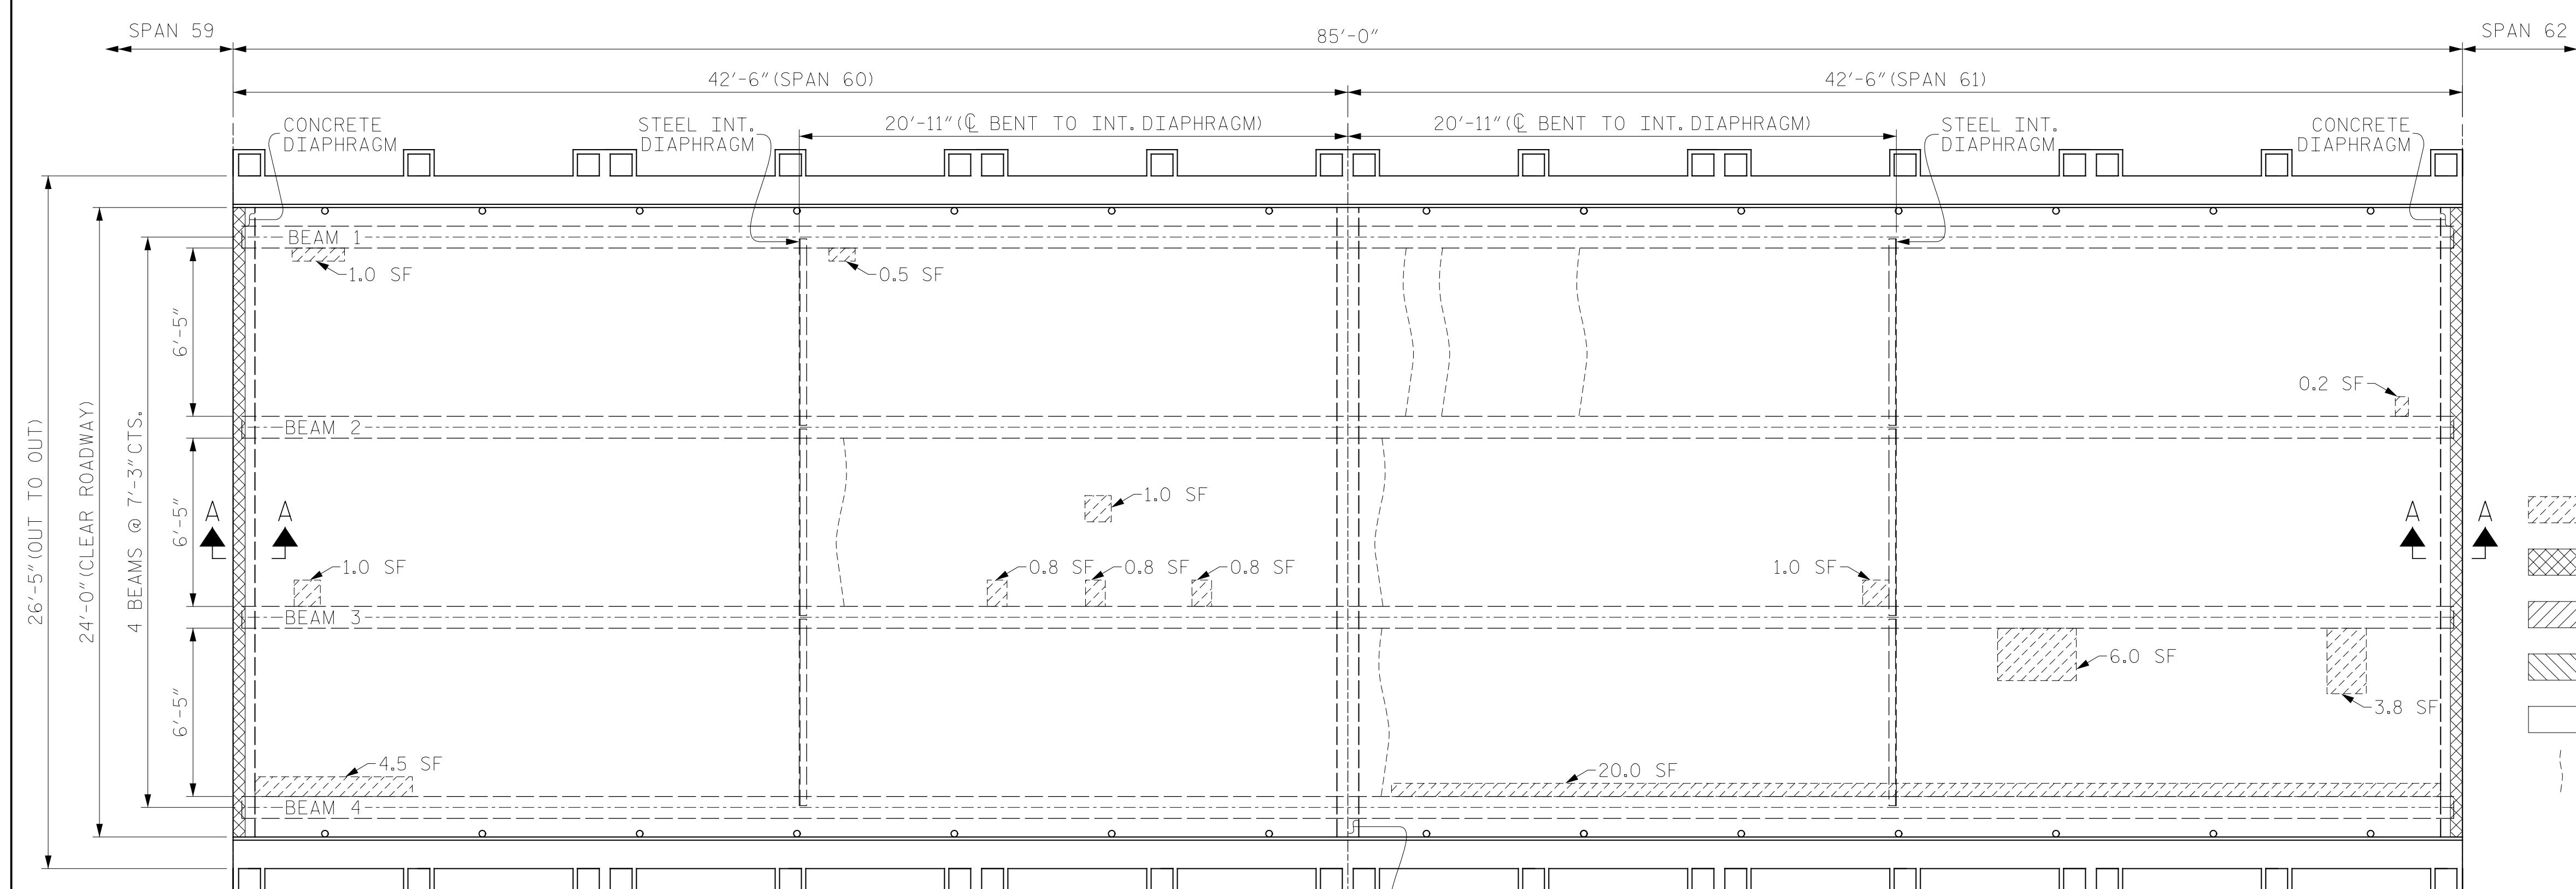 SPAN 59
85'-0"
SPAN 62
42'-6" (SPAN 60)
42'-6" (SPAN 61)
CONCRETE
DIAPHRAGM
STEEL INT.
DIAPHRAGM
20'-11" (℄ BENT TO INT. DIAPHRAGM)
20'-11" (℄ BENT TO INT. DIAPHRAGM)
STEEL INT.
DIAPHRAGM
CONCRETE
DIAPHRAGM
26'-5" (OUT TO OUT)
24'-0" (CLEAR ROADWAY)
4 BEAMS @ 7'-3" CTS.
6'-5"
6'-5"
6'-5"
BEAM 1
1.0 SF
0.5 SF
0.2 SF
BEAM 2
1.0 SF
A
A
A
A
1.0 SF
0.8 SF
0.8 SF
0.8 SF
1.0 SF
BEAM 3
6.0 SF
3.8 SF
4.5 SF
20.0 SF
BEAM 4